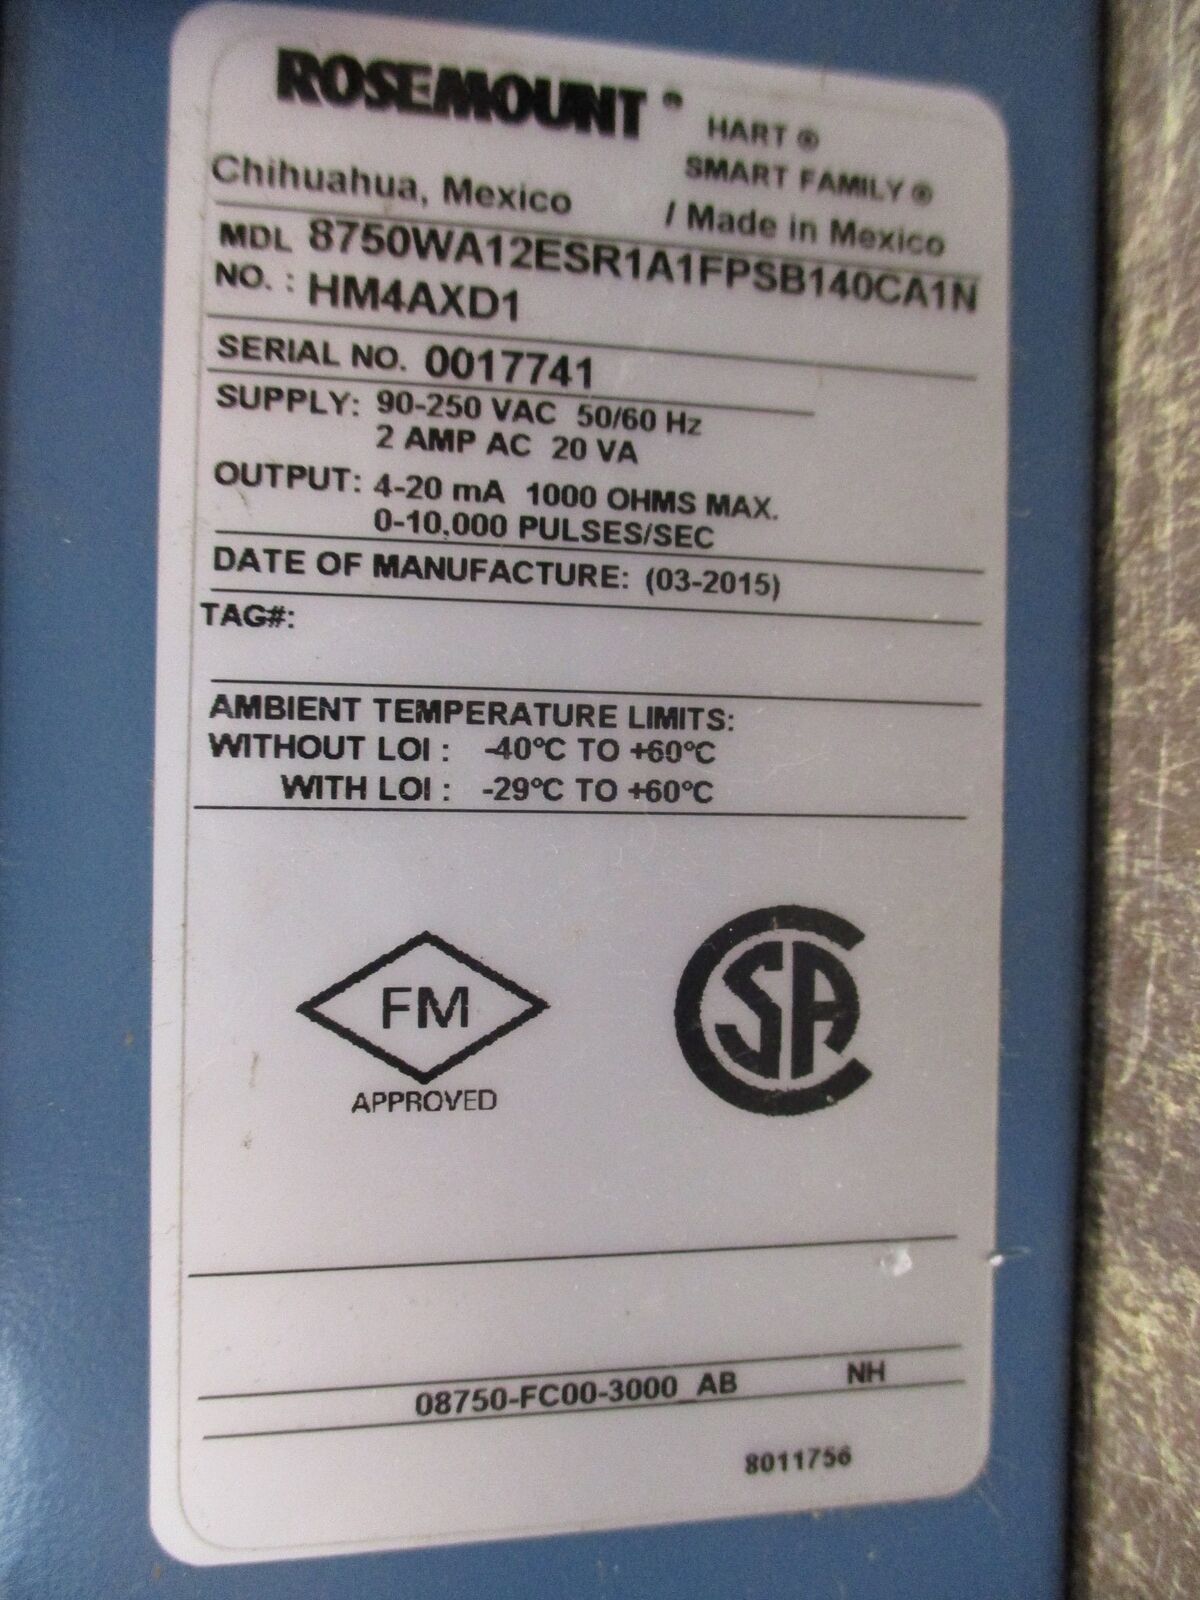 ROSEMOUNT ® HART ®
SMART FAMILY ®
Chihuahua, Mexico / Made in Mexico
MDL 8750WA12ESR1A1FPSB140CA1N
NO. : HM4AXD1
SERIAL NO. 0017741
SUPPLY: 90-250 VAC 50/60 Hz
2 AMP AC 20 VA
OUTPUT: 4-20 mA 1000 OHMS MAX.
0-10,000 PULSES/SEC
DATE OF MANUFACTURE: (03-2015)
TAG#:
AMBIENT TEMPERATURE LIMITS:
WITHOUT LOI : -40°C TO +60°C
WITH LOI : -29°C TO +60°C
FM
APPROVED
CSA
08750-FC00-3000_AB NH
8011756